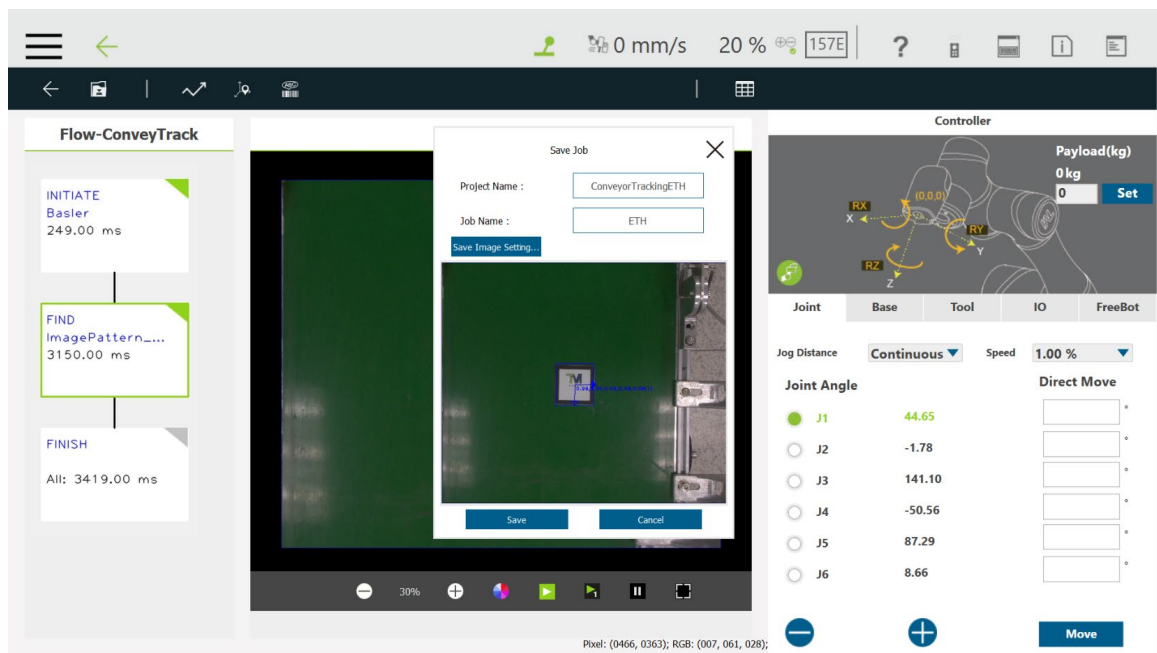 0 mm/s
20 %
157E
?
i
ABC
Flow-ConveyTrack
INITIATE
Basler
249.00 ms
FIND
ImagePattern_...
3150.00 ms
FINISH
All: 3419.00 ms
Save Job
Project Name :
ConveyorTrackingETH
Job Name :
ETH
Save Image Setting...
Save
Cancel
30%
1
Pixel: (0466, 0363); RGB: (007, 061, 028);
Controller
Payload(kg)
0 kg
0
Set
(0,0,0)
RX
X
RY
Y
RZ
Z
Joint
Base
Tool
IO
FreeBot
Jog Distance
Continuous
Speed
1.00 %
Joint Angle
Direct Move
J1
44.65
°
J2
-1.78
°
J3
141.10
°
J4
-50.56
°
J5
87.29
°
J6
8.66
°
Move